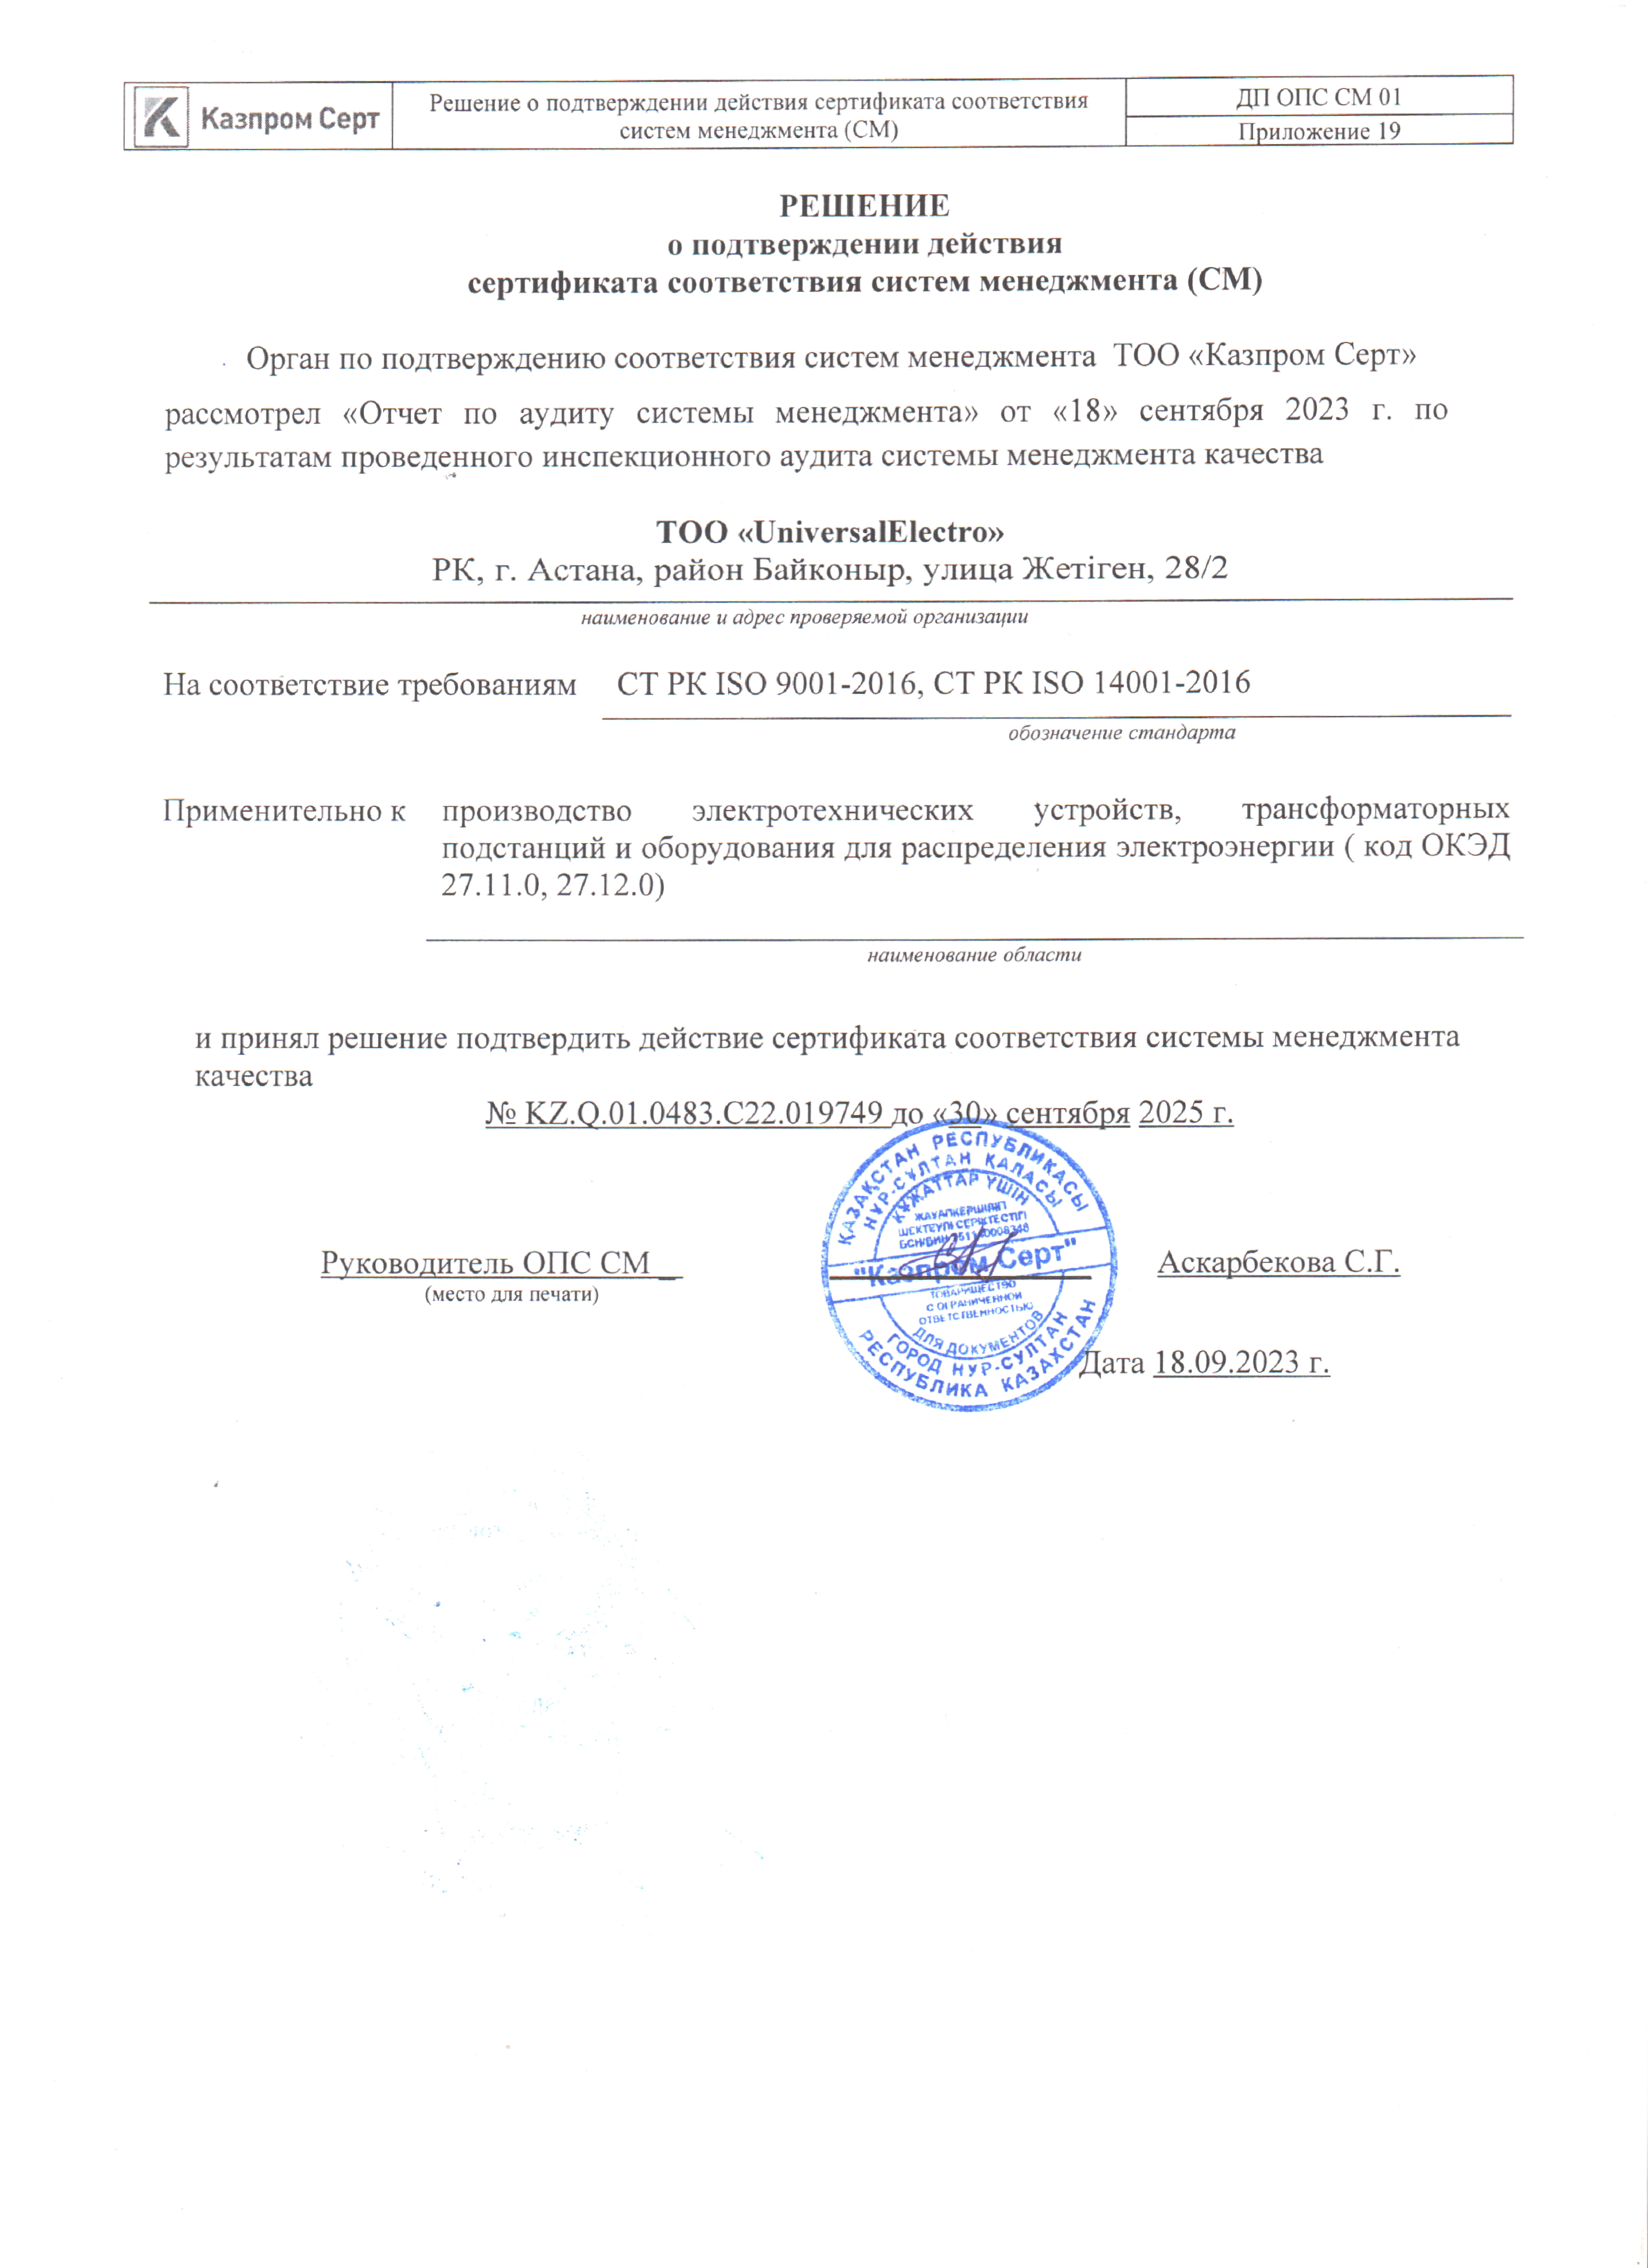 Казпром Серт
Решение о подтверждении действия сертификата соответствия
систем менеджмента (СМ)
ДП ОПС СМ 01
Приложение 19
РЕШЕНИЕ
о подтверждении действия
сертификата соответствия систем менеджмента (СМ)
Орган по подтверждению соответствия систем менеджмента ТОО «Казпром Серт»
рассмотрел «Отчет по аудиту системы менеджмента» от «18» сентября 2023 г. по
результатам проведенного инспекционного аудита системы менеджмента качества
ТОО «UniversalElectro»
РК, г. Астана, район Байконыр, улица Жетіген, 28/2
наименование и адрес проверяемой организации
На соответствие требованиям СТ РК ISO 9001-2016, СТ РК ISO 14001-2016
обозначение стандарта
Применительно к производство электротехнических устройств, трансформаторных
подстанций и оборудования для распределения электроэнергии ( код ОКЭД
27.11.0, 27.12.0)
наименование области
и принял решение подтвердить действие сертификата соответствия системы менеджмента
качества
№ KZ.Q.01.0483.C22.019749 до «30» сентября 2025 г.
ҚАЗАҚСТАН РЕСПУБЛИКАСЫ
НҰР-СҰЛТАН ҚАЛАСЫ
ҚҰЖАТТАР ҮШІН
ЖАУАПКЕРШІЛІГІ
ШЕКТЕУЛІ СЕРІКТЕСТІГІ
БСН/БИН
"Казпром Серт"
ТОВАРИЩЕСТВО
С ОГРАНИЧЕННОЙ
ОТВЕТСТВЕННОСТЬЮ
ДЛЯ ДОКУМЕНТОВ
ГОРОД НУР-СУЛТАН
РЕСПУБЛИКА КАЗАХСТАН
Руководитель ОПС СМ _ Аскарбекова С.Г.
(место для печати)
Дата 18.09.2023 г.